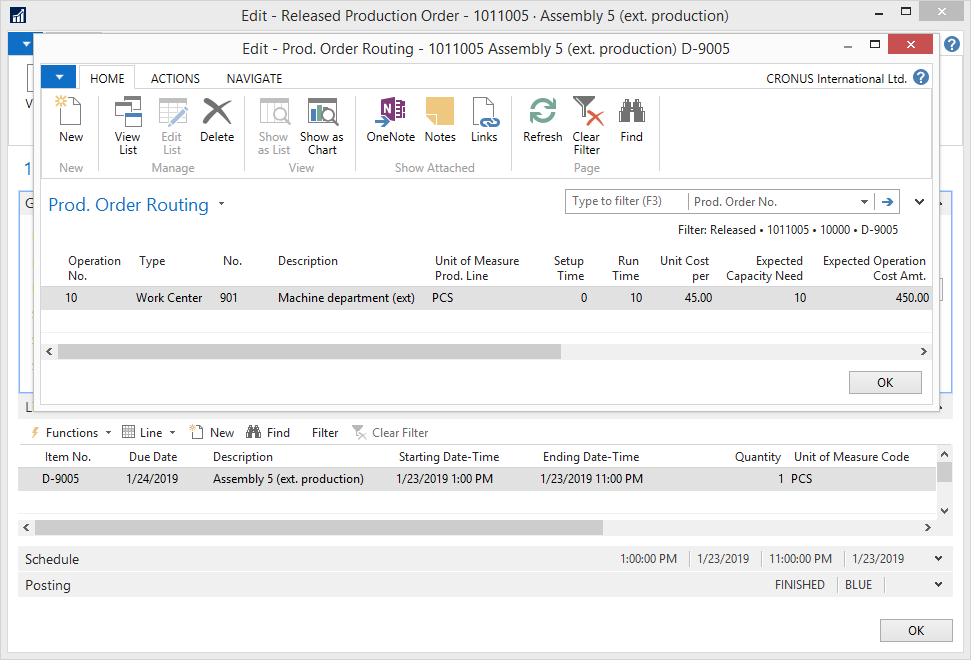 Edit - Released Production Order - 1011005 · Assembly 5 (ext. production)
Edit - Prod. Order Routing - 1011005 Assembly 5 (ext. production) D-9005
HOME ACTIONS NAVIGATE CRONUS International Ltd.
New View List Edit List Delete Show as List Show as Chart OneNote Notes Links Refresh Clear Filter Find
New Manage View Show Attached Page
Prod. Order Routing Type to filter (F3) Prod. Order No.
Filter: Released • 1011005 • 10000 • D-9005
Operation No. Type No. Description Unit of Measure Prod. Line Setup Time Run Time Unit Cost per Expected Capacity Need Expected Operation Cost Amt.
10 Work Center 901 Machine department (ext) PCS 0 10 45.00 10 450.00
OK
Functions Line New Find Filter Clear Filter
Item No. Due Date Description Starting Date-Time Ending Date-Time Quantity Unit of Measure Code
D-9005 1/24/2019 Assembly 5 (ext. production) 1/23/2019 1:00 PM 1/23/2019 11:00 PM 1 PCS
Schedule 1:00:00 PM 1/23/2019 11:00:00 PM 1/23/2019
Posting FINISHED BLUE
OK